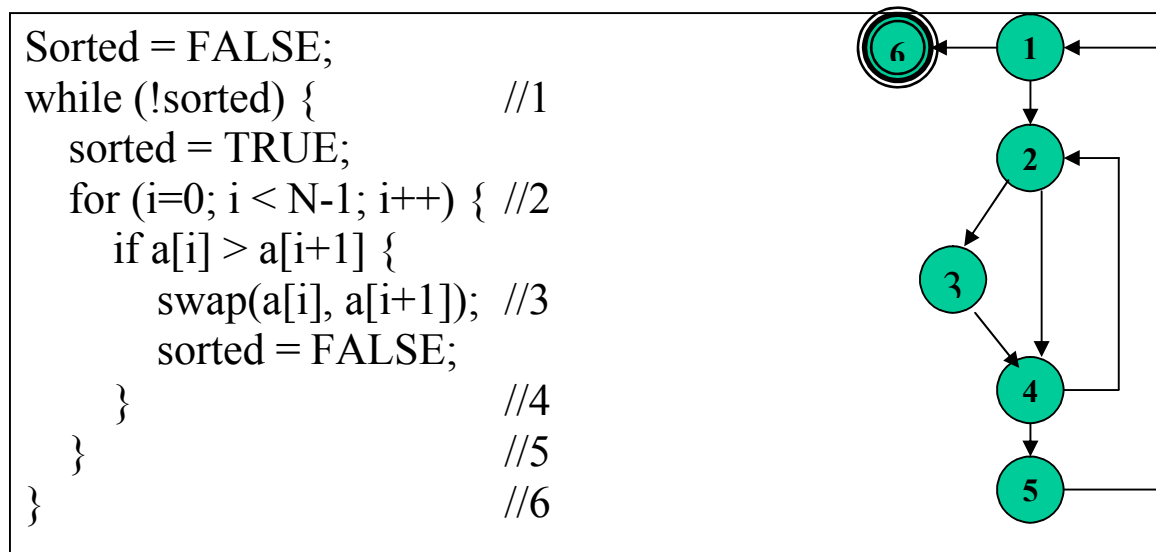 Sorted = FALSE;
while (!sorted) { //1
sorted = TRUE;
for (i=0; i < N-1; i++) { //2
if a[i] > a[i+1] {
swap(a[i], a[i+1]); //3
sorted = FALSE;
} //4
} //5
} //6
6
1
2
3
4
5